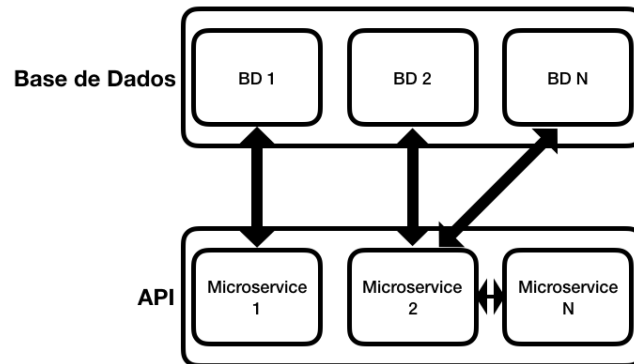 Base de Dados
BD 1
BD 2
BD N
API
Microservice
1
Microservice
2
Microservice
N